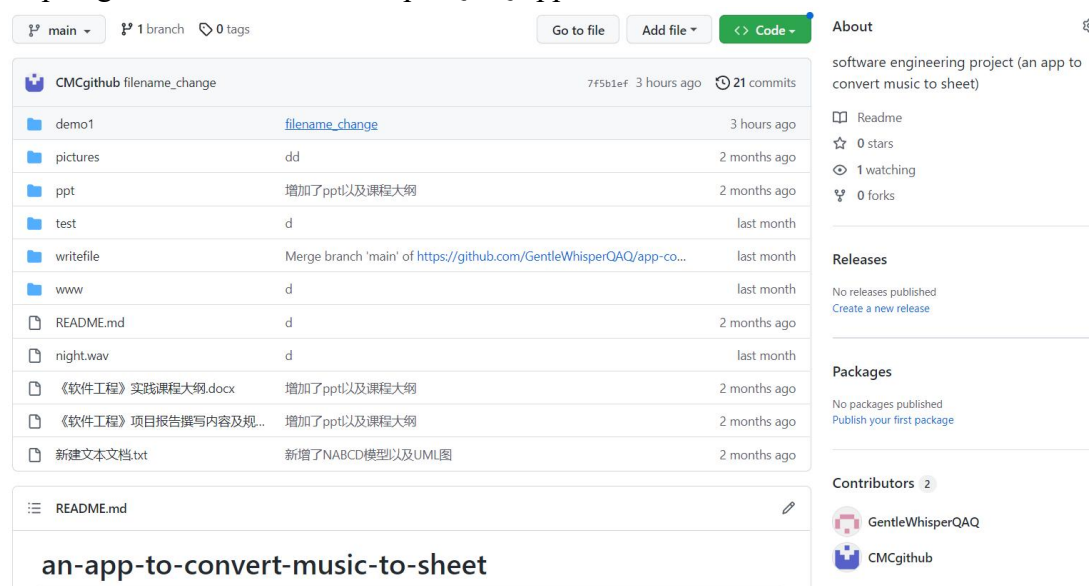 main 1 branch 0 tags Go to file Add file <> Code
CMCgithub filename_change 7f5b1ef 3 hours ago 21 commits
demo1 filename_change 3 hours ago
pictures dd 2 months ago
ppt 增加了ppt以及课程大纲 2 months ago
test d last month
writefile Merge branch 'main' of https://github.com/GentleWhisperQAQ/app-co... last month
www d last month
README.md d 2 months ago
night.wav d last month
《软件工程》实践课程大纲.docx 增加了ppt以及课程大纲 2 months ago
《软件工程》项目报告撰写内容及规... 增加了ppt以及课程大纲 2 months ago
新建文本文档.txt 新增了NABCD模型以及UML图 2 months ago
README.md
an-app-to-convert-music-to-sheet
About
software engineering project (an app to
convert music to sheet)
Readme
0 stars
1 watching
0 forks
Releases
No releases published
Create a new release
Packages
No packages published
Publish your first package
Contributors 2
GentleWhisperQAQ
CMCgithub